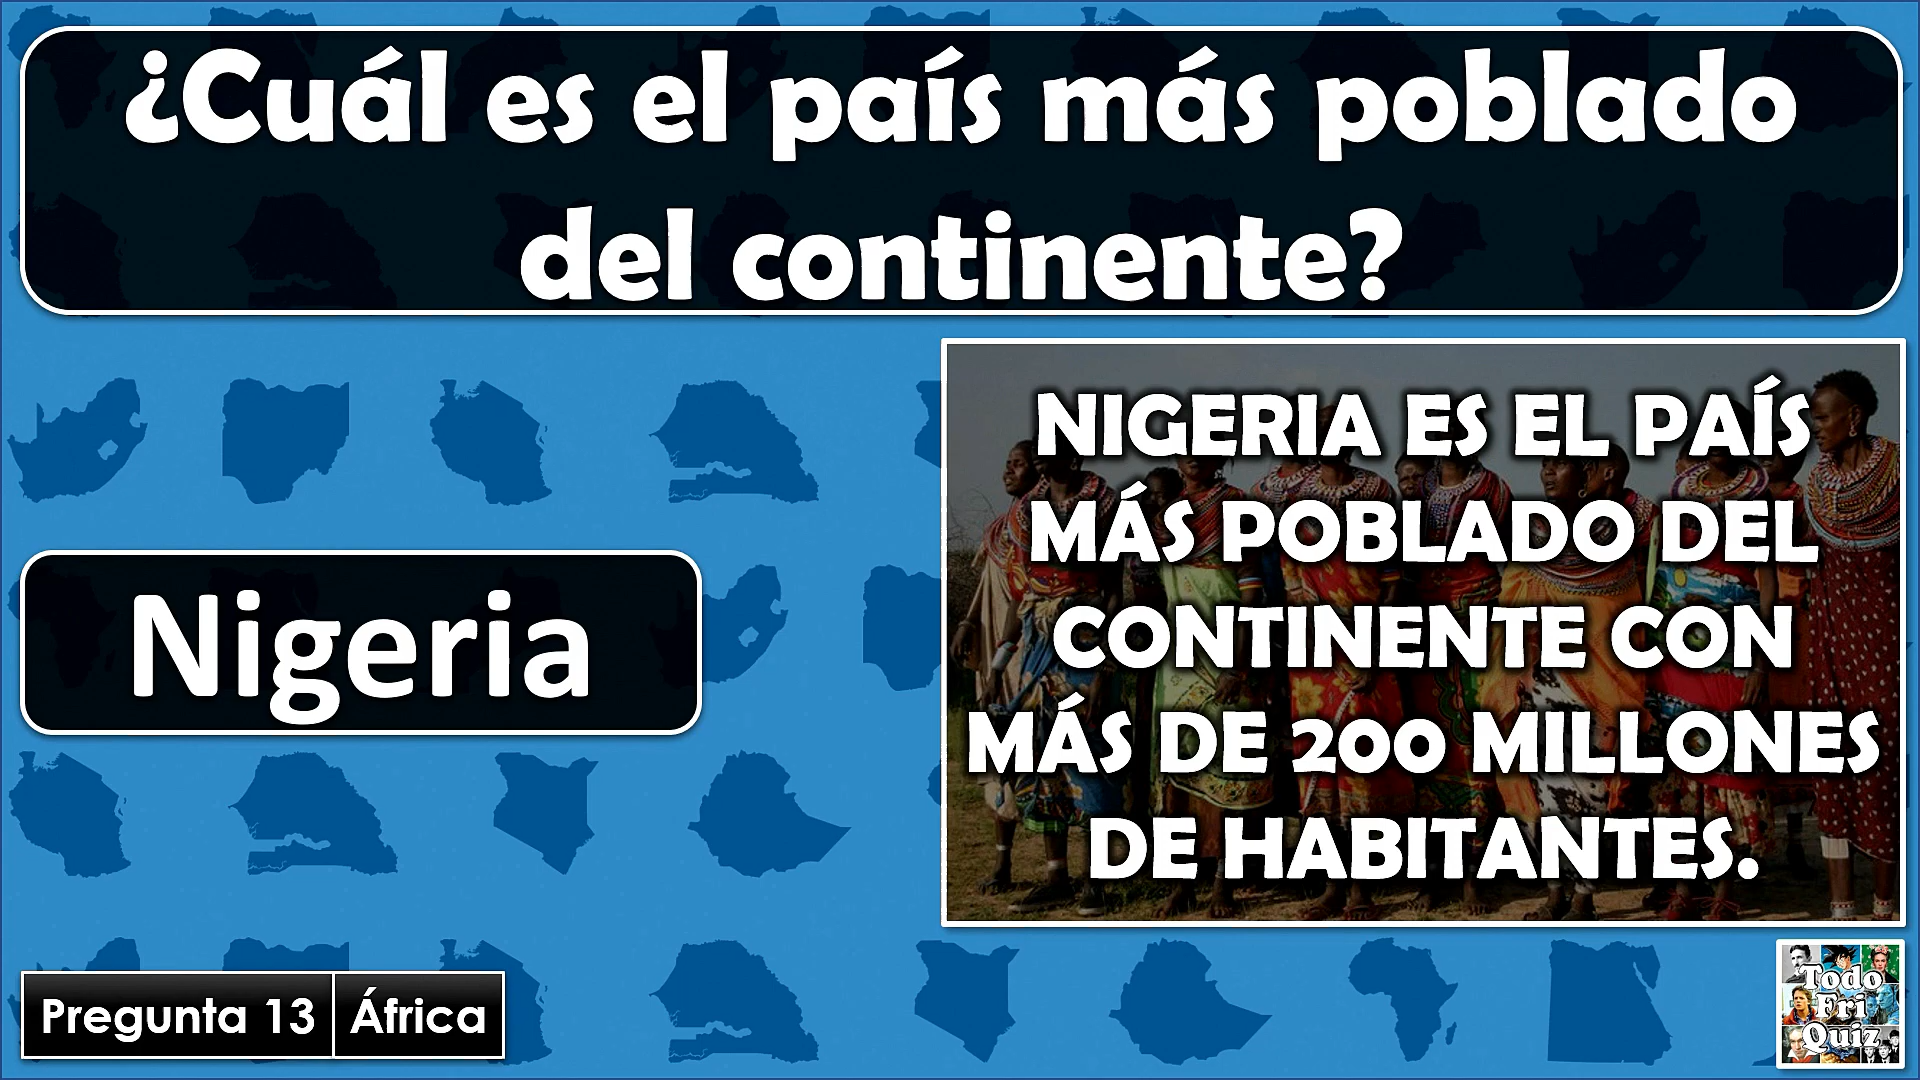 ¿Cuál es el país más poblado
del continente?
NIGERIA ES EL PAÍS
MÁS POBLADO DEL
CONTINENTE CON
MÁS DE 200 MILLONES
DE HABITANTES.
Nigeria
Pregunta 13 África
Todo
Fri
Quiz